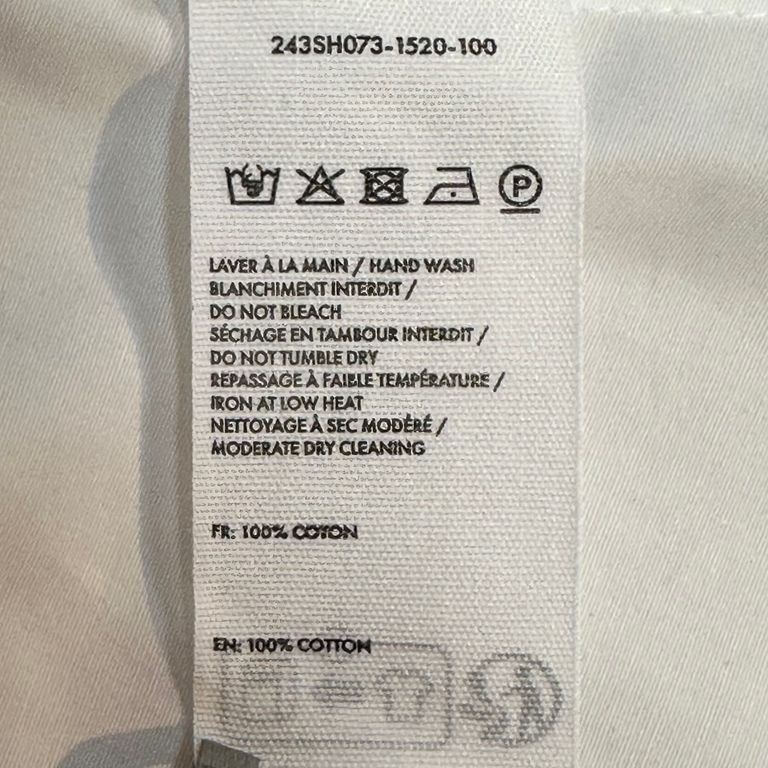 243SH073-1520-100
P
LAVER À LA MAIN / HAND WASH
BLANCHIMENT INTERDIT /
DO NOT BLEACH
SÉCHAGE EN TAMBOUR INTERDIT /
DO NOT TUMBLE DRY
REPASSAGE À FAIBLE TEMPÉRATURE /
IRON AT LOW HEAT
NETTOYAGE À SEC MODÉRÉ /
MODERATE DRY CLEANING
FR: 100% COTON
EN: 100% COTTON